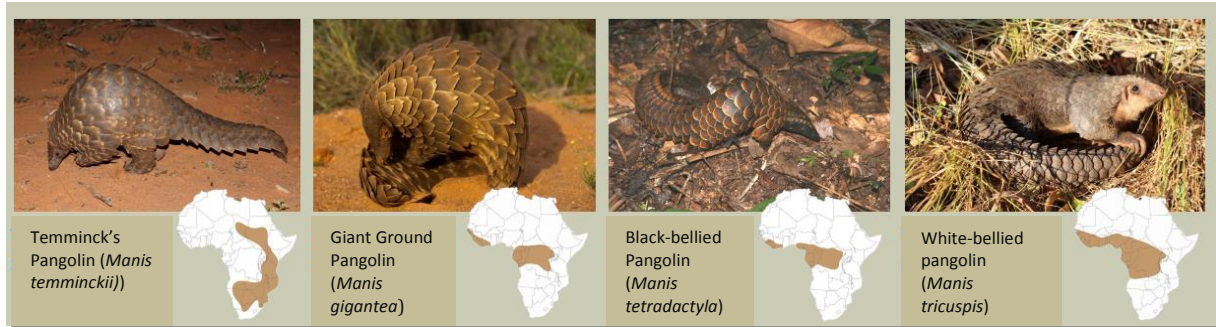 Temminck's
Pangolin (Manis
temminckii))
Giant Ground
Pangolin
(Manis
gigantea)
Black-bellied
Pangolin
(Manis
tetradactyla)
White-bellied
pangolin
(Manis
tricuspis)